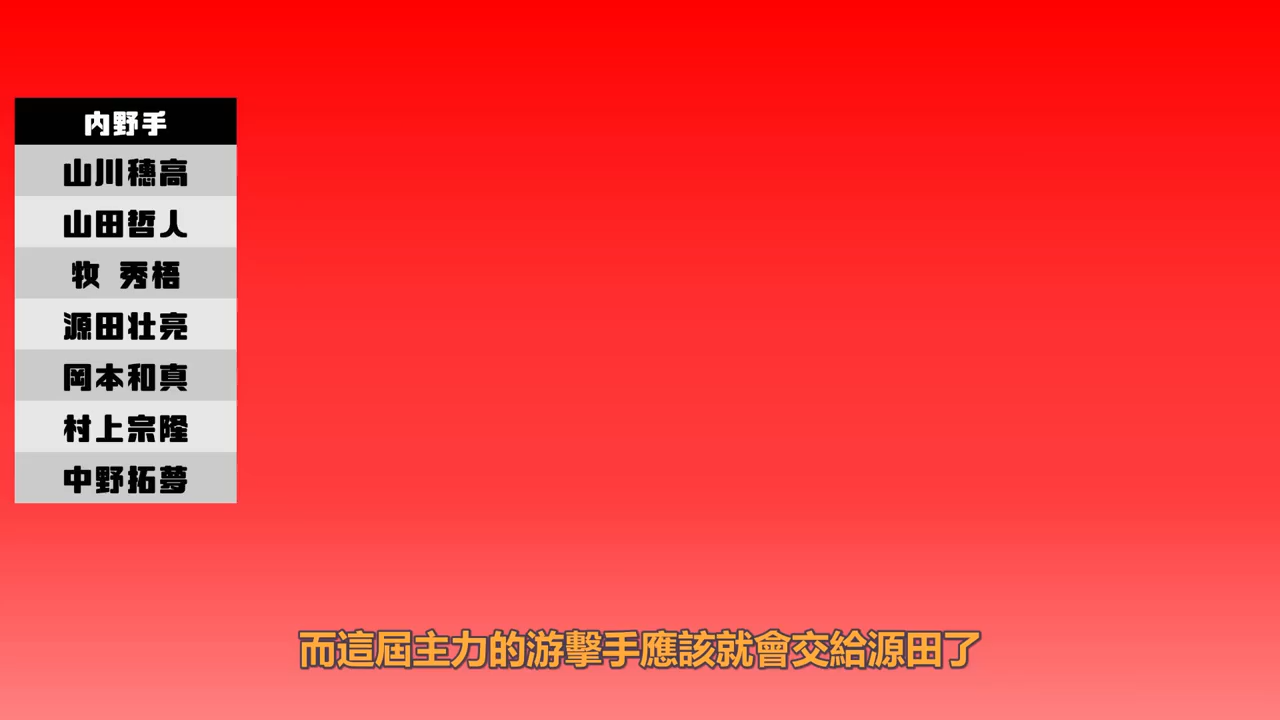 内野手
山川穗高
山田哲人
牧 秀悟
源田壮亮
岡本和真
村上宗隆
中野拓夢
而這屆主力的游擊手應該就會交給源田了